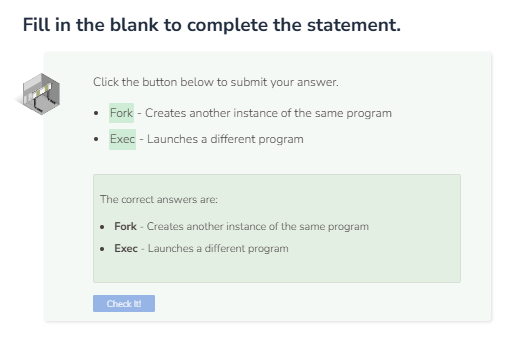 Fill in the blank to complete the statement.
Click the button below to submit your answer.
Fork - Creates another instance of the same program
Exec - Launches a different program
The correct answers are:
Fork - Creates another instance of the same program
Exec - Launches a different program
Check It!